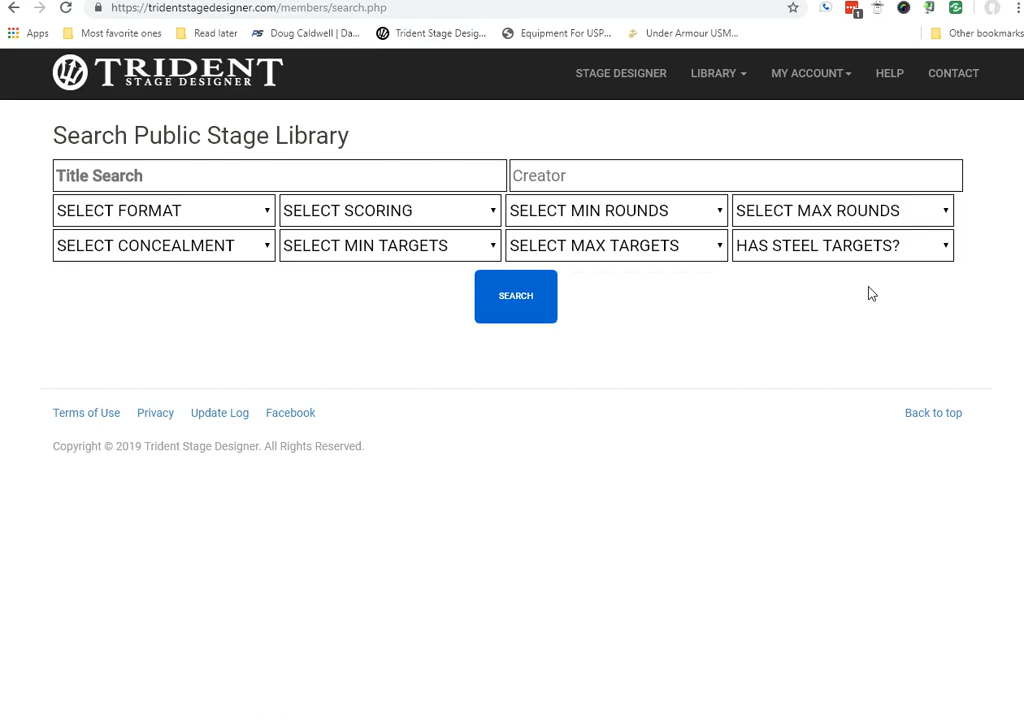 https://tridentstagedesigner.com/members/search.php
1
Apps Most favorite ones Read later Doug Caldwell | Da... Trident Stage Desig... Equipment For USP... Under Armour USM... Other bookmarks
TRIDENT
STAGE DESIGNER
STAGE DESIGNER LIBRARY MY ACCOUNT HELP CONTACT
Search Public Stage Library
Title Search Creator
SELECT FORMAT SELECT SCORING SELECT MIN ROUNDS SELECT MAX ROUNDS
SELECT CONCEALMENT SELECT MIN TARGETS SELECT MAX TARGETS HAS STEEL TARGETS?
SEARCH
Terms of Use Privacy Update Log Facebook Back to top
Copyright © 2019 Trident Stage Designer. All Rights Reserved.